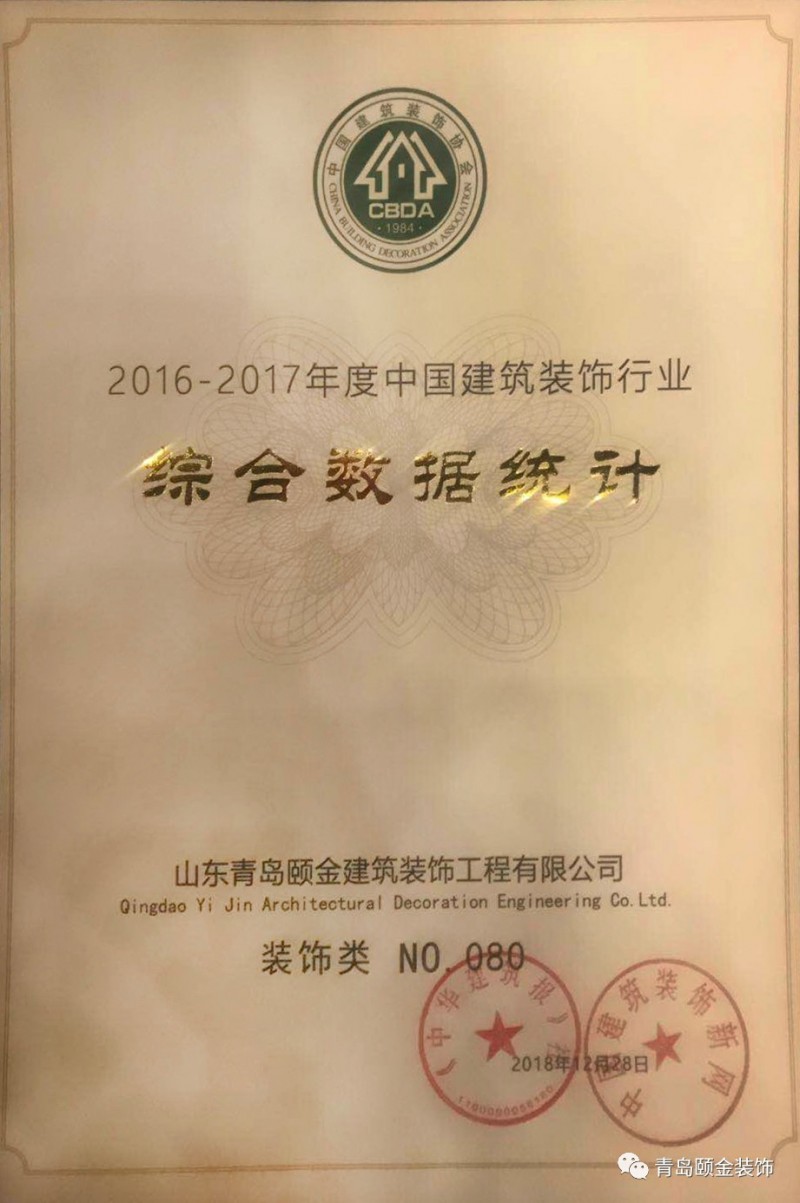 中国建筑装饰协会
CBDA
·1984·
CHINA BUILDING DECORATION ASSOCIATION
2016-2017年度中国建筑装饰行业
综合数据统计
山东青岛颐金建筑装饰工程有限公司
Qingdao Yi Jin Architectural Decoration Engineering Co.Ltd.
装饰类 NO.080
《中华建筑报》社
中国建筑装饰新网
2018年12月28日
青岛颐金装饰